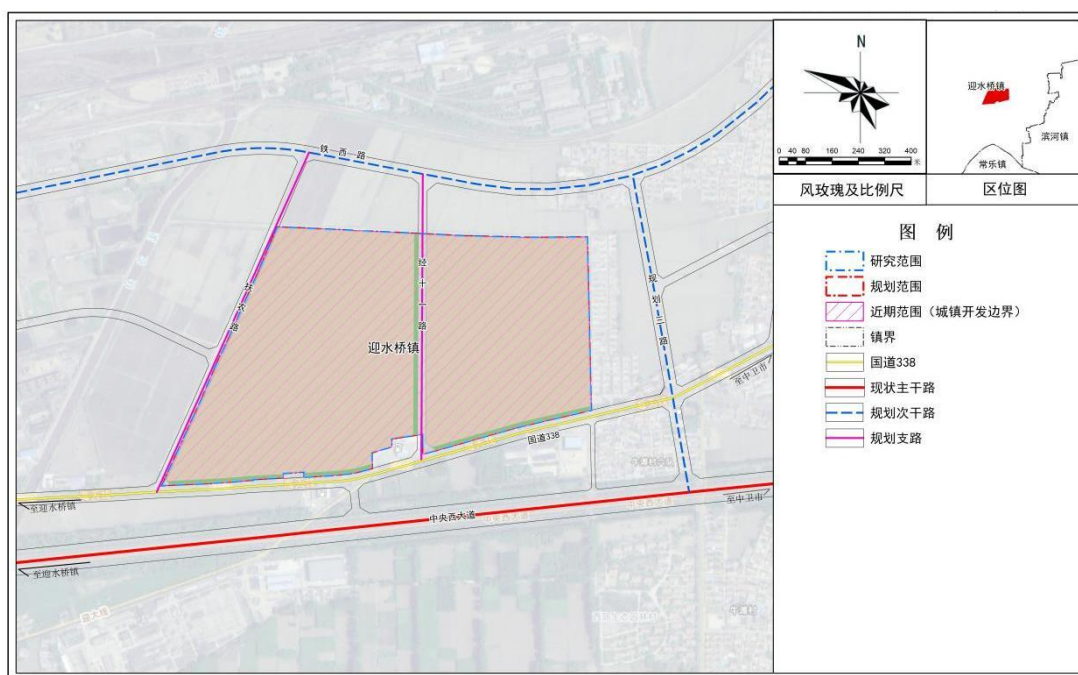 N
0 40 80 160 240 320 400
米
风玫瑰及比例尺
迎水桥镇
滨河镇
常乐镇
区位图
图 例
研究范围
规划范围
近期范围（城镇开发边界）
镇界
国道338
现状主干路
规划次干路
规划支路
铁西路
扶农路
经十一路
规划三路
迎水桥镇
国道338
至中卫市
至迎水桥镇
中央西大道
至中卫市
至迎水桥镇